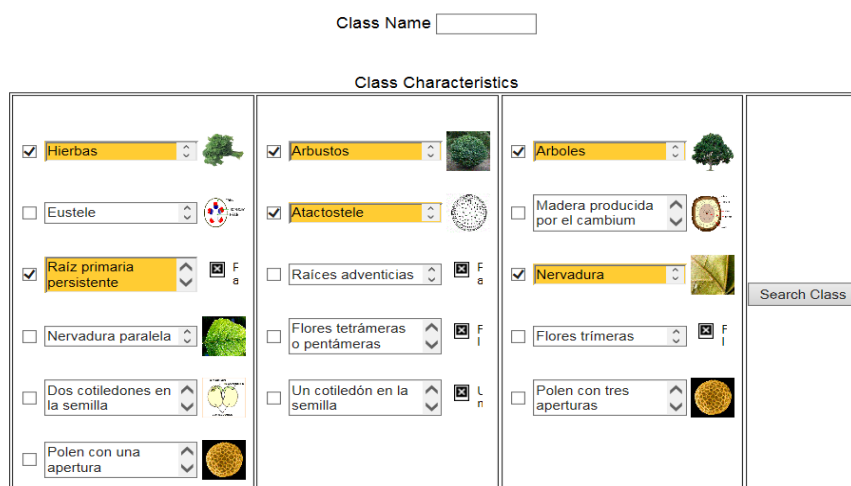 Class Name
Class Characteristics
Hierbas
Arbustos
Arboles
Eustele
Atactostele
Madera producida
por el cambium
Raíz primaria
persistente
F
a
Raíces adventicias
F
a
Nervadura
Search Class
Nervadura paralela
Flores tetrámeras
o pentámeras
F
l
Flores trímeras
F
l
Dos cotiledones en
la semilla
Un cotiledón en la
semilla
U
n
Polen con tres
aperturas
Polen con una
apertura